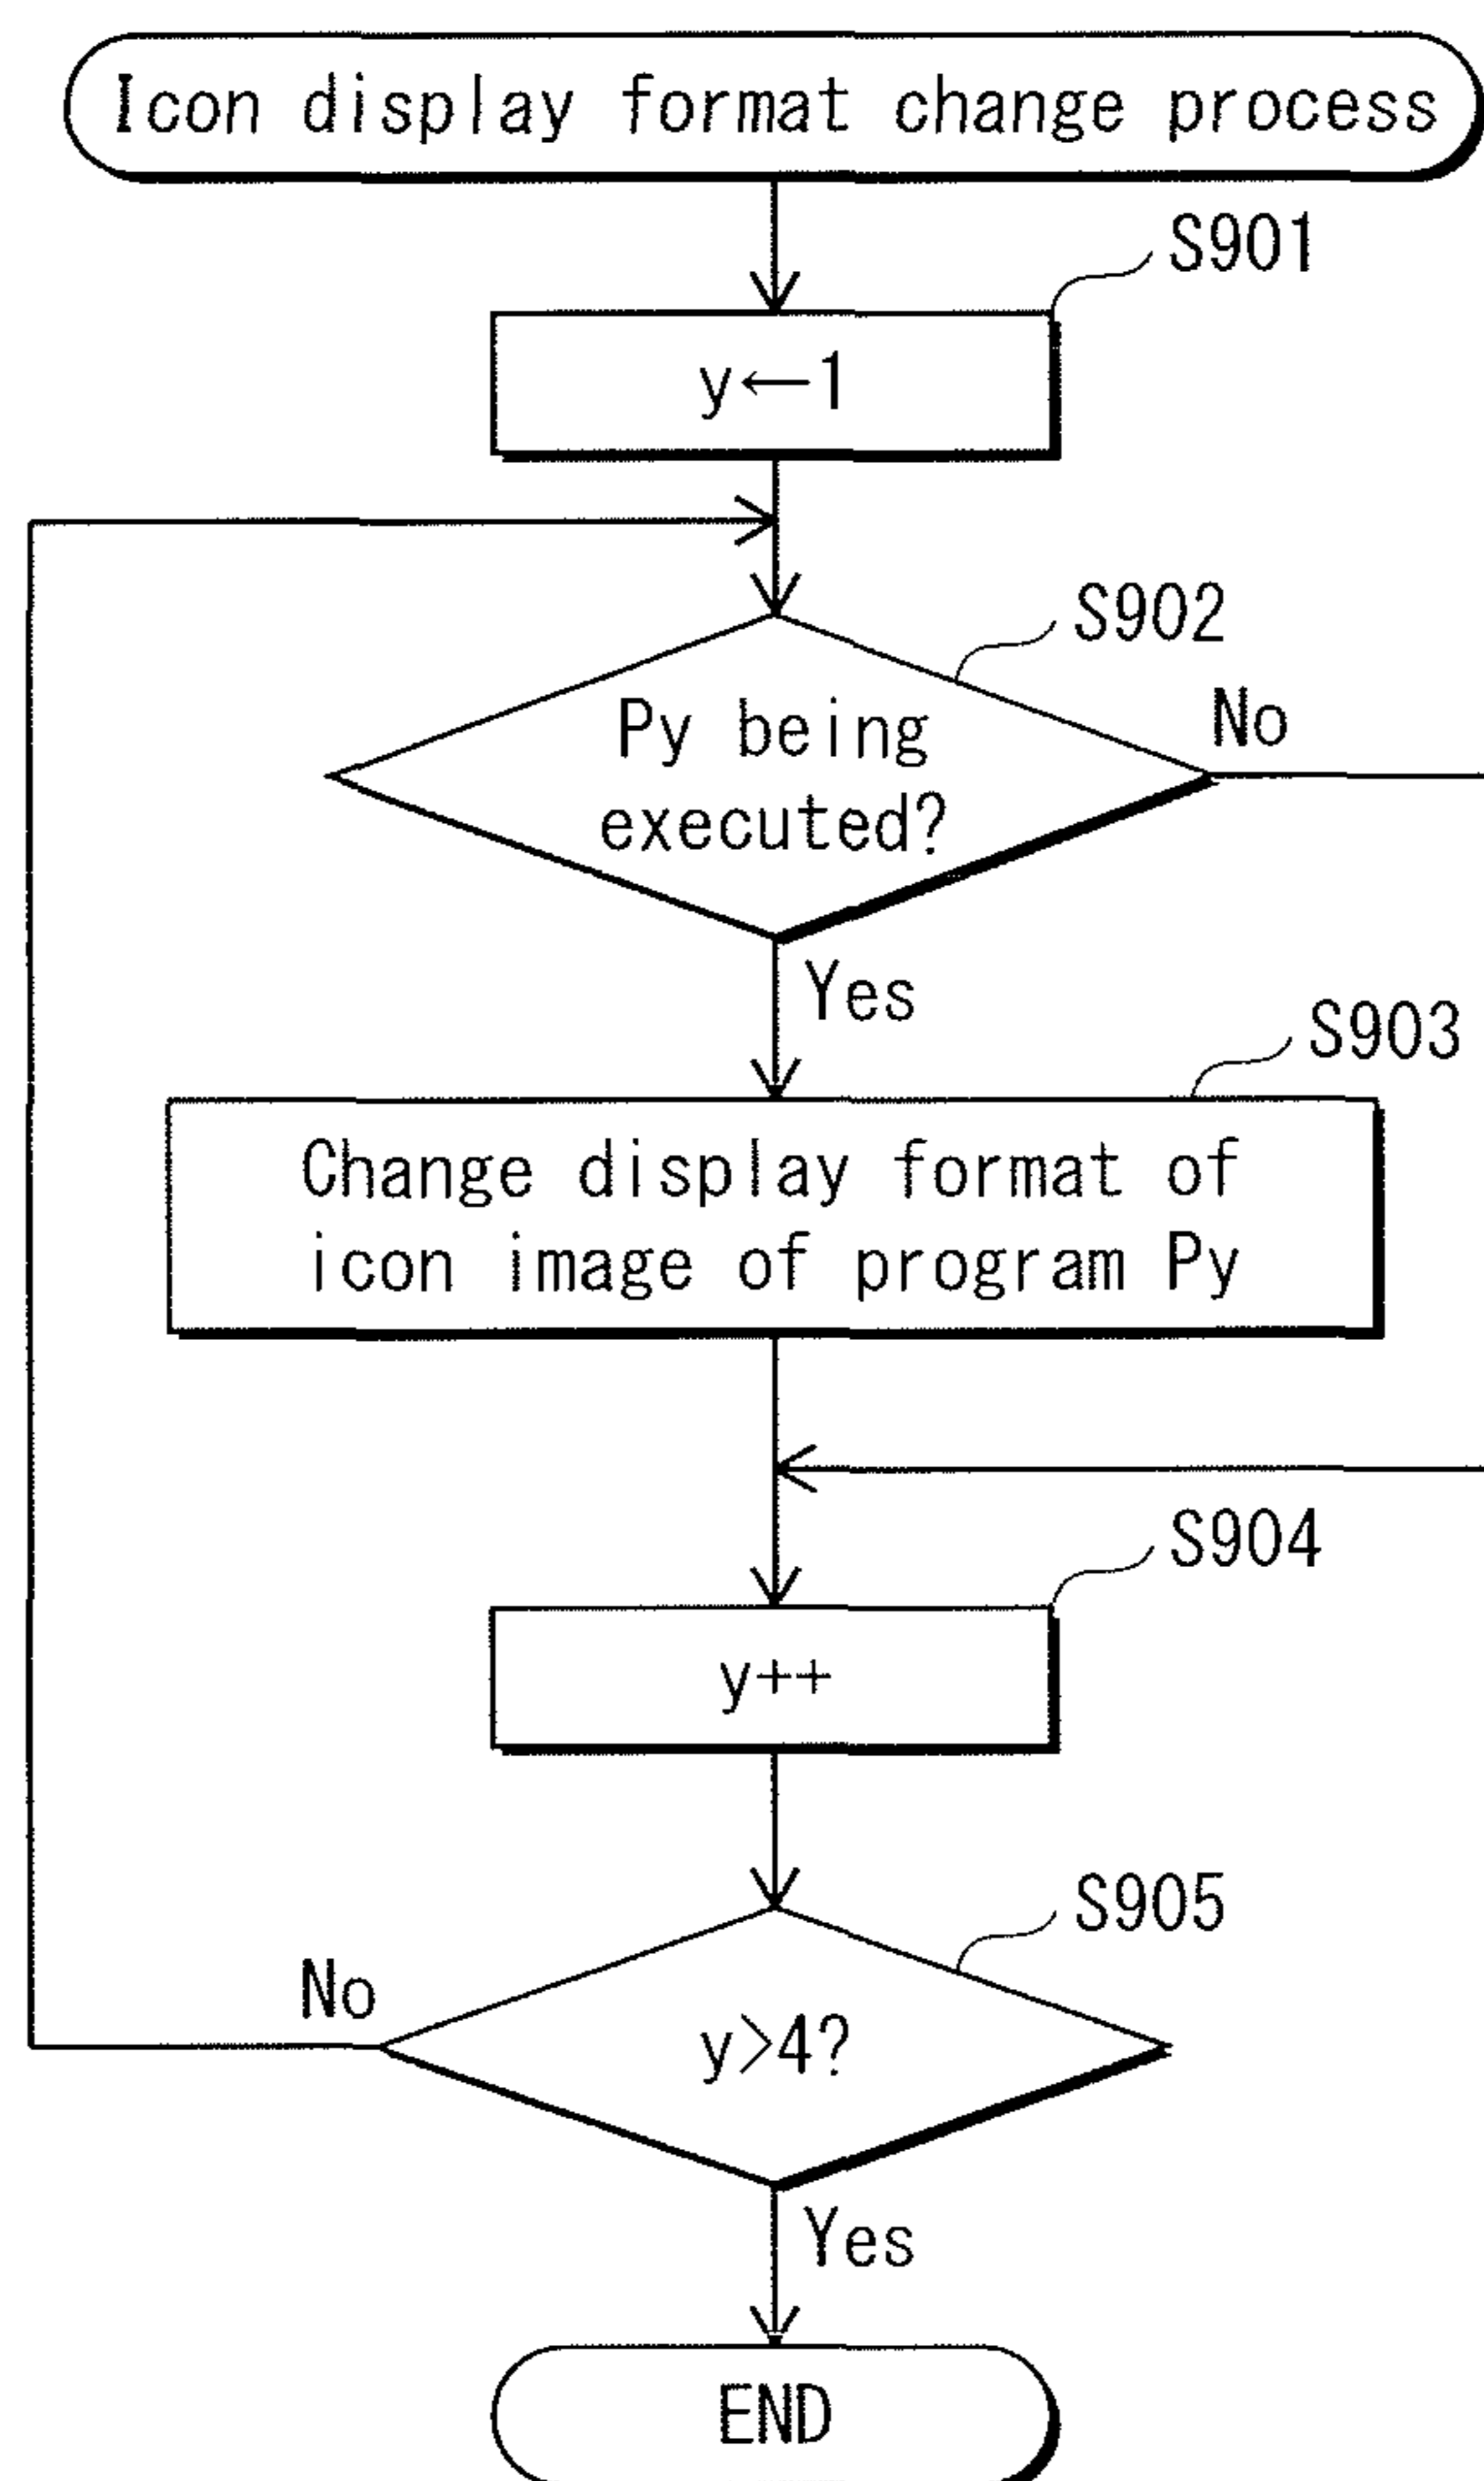 Icon display format change process
S901
y←1
S902
Py being
executed?
No
Yes
S903
Change display format of
icon image of program Py
S904
y++
S905
No
y>4?
Yes
END